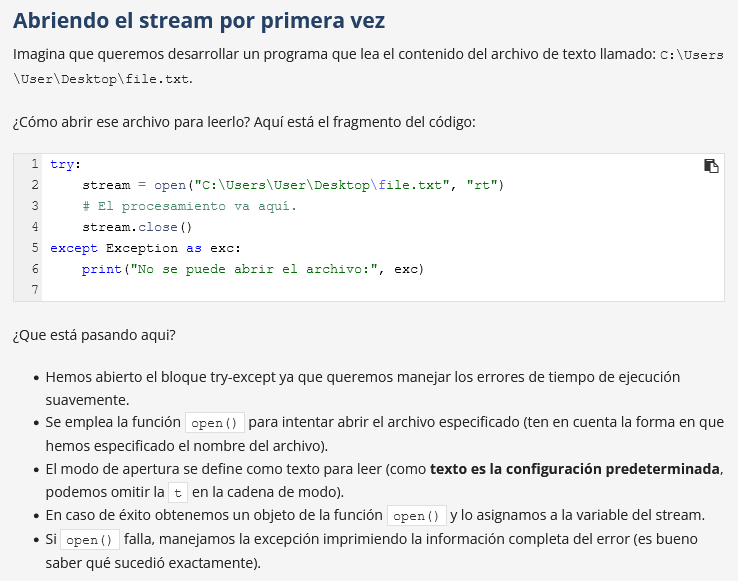 Abriendo el stream por primera vez
Imagina que queremos desarrollar un programa que lea el contenido del archivo de texto llamado: C:\Users
\User\Desktop\file.txt.
¿Cómo abrir ese archivo para leerlo? Aquí está el fragmento del código:
1 try:
2     stream = open("C:\Users\User\Desktop\file.txt", "rt")
3     # El procesamiento va aquí.
4     stream.close()
5 except Exception as exc:
6     print("No se puede abrir el archivo:", exc)
7
¿Que está pasando aqui?
• Hemos abierto el bloque try-except ya que queremos manejar los errores de tiempo de ejecución
suavemente.
• Se emplea la función open() para intentar abrir el archivo especificado (ten en cuenta la forma en que
hemos especificado el nombre del archivo).
• El modo de apertura se define como texto para leer (como texto es la configuración predeterminada,
podemos omitir la t en la cadena de modo).
• En caso de éxito obtenemos un objeto de la función open() y lo asignamos a la variable del stream.
• Si open() falla, manejamos la excepción imprimiendo la información completa del error (es bueno
saber qué sucedió exactamente).